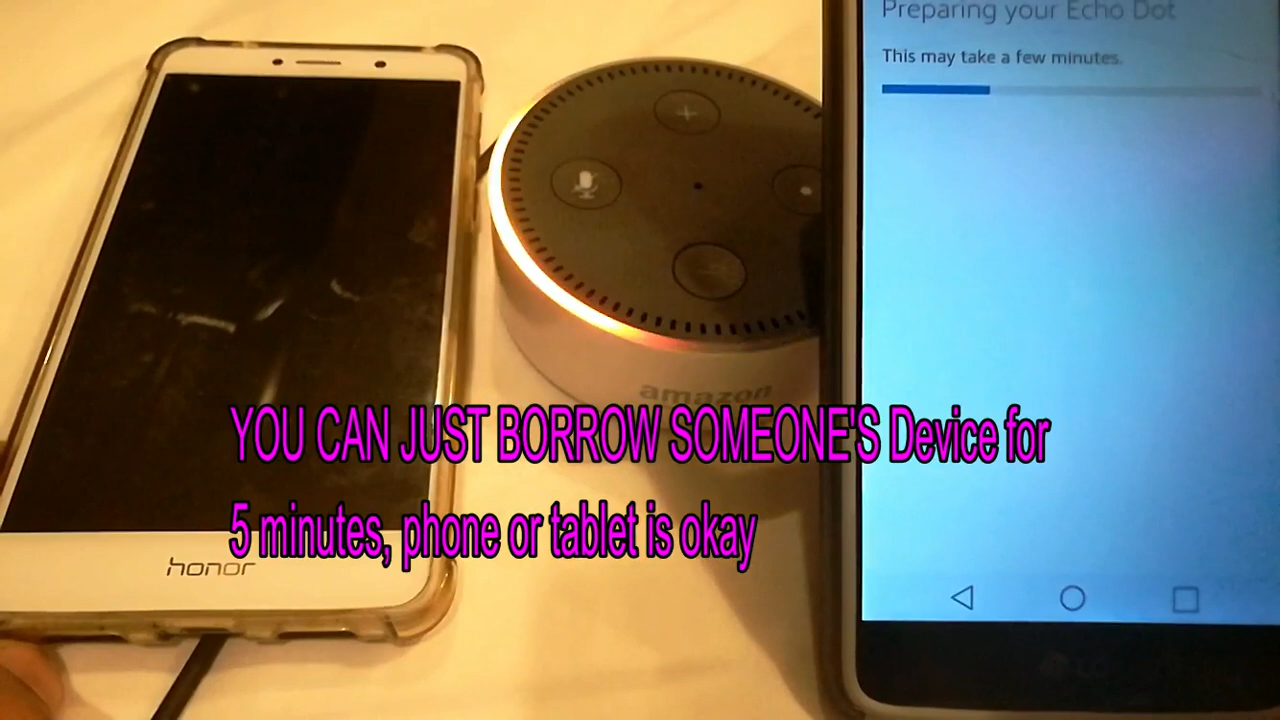 Preparing your Echo Dot
This may take a few minutes.
amazon
YOU CAN JUST BORROW SOMEONE'S Device for
5 minutes, phone or tablet is okay
honor
LG